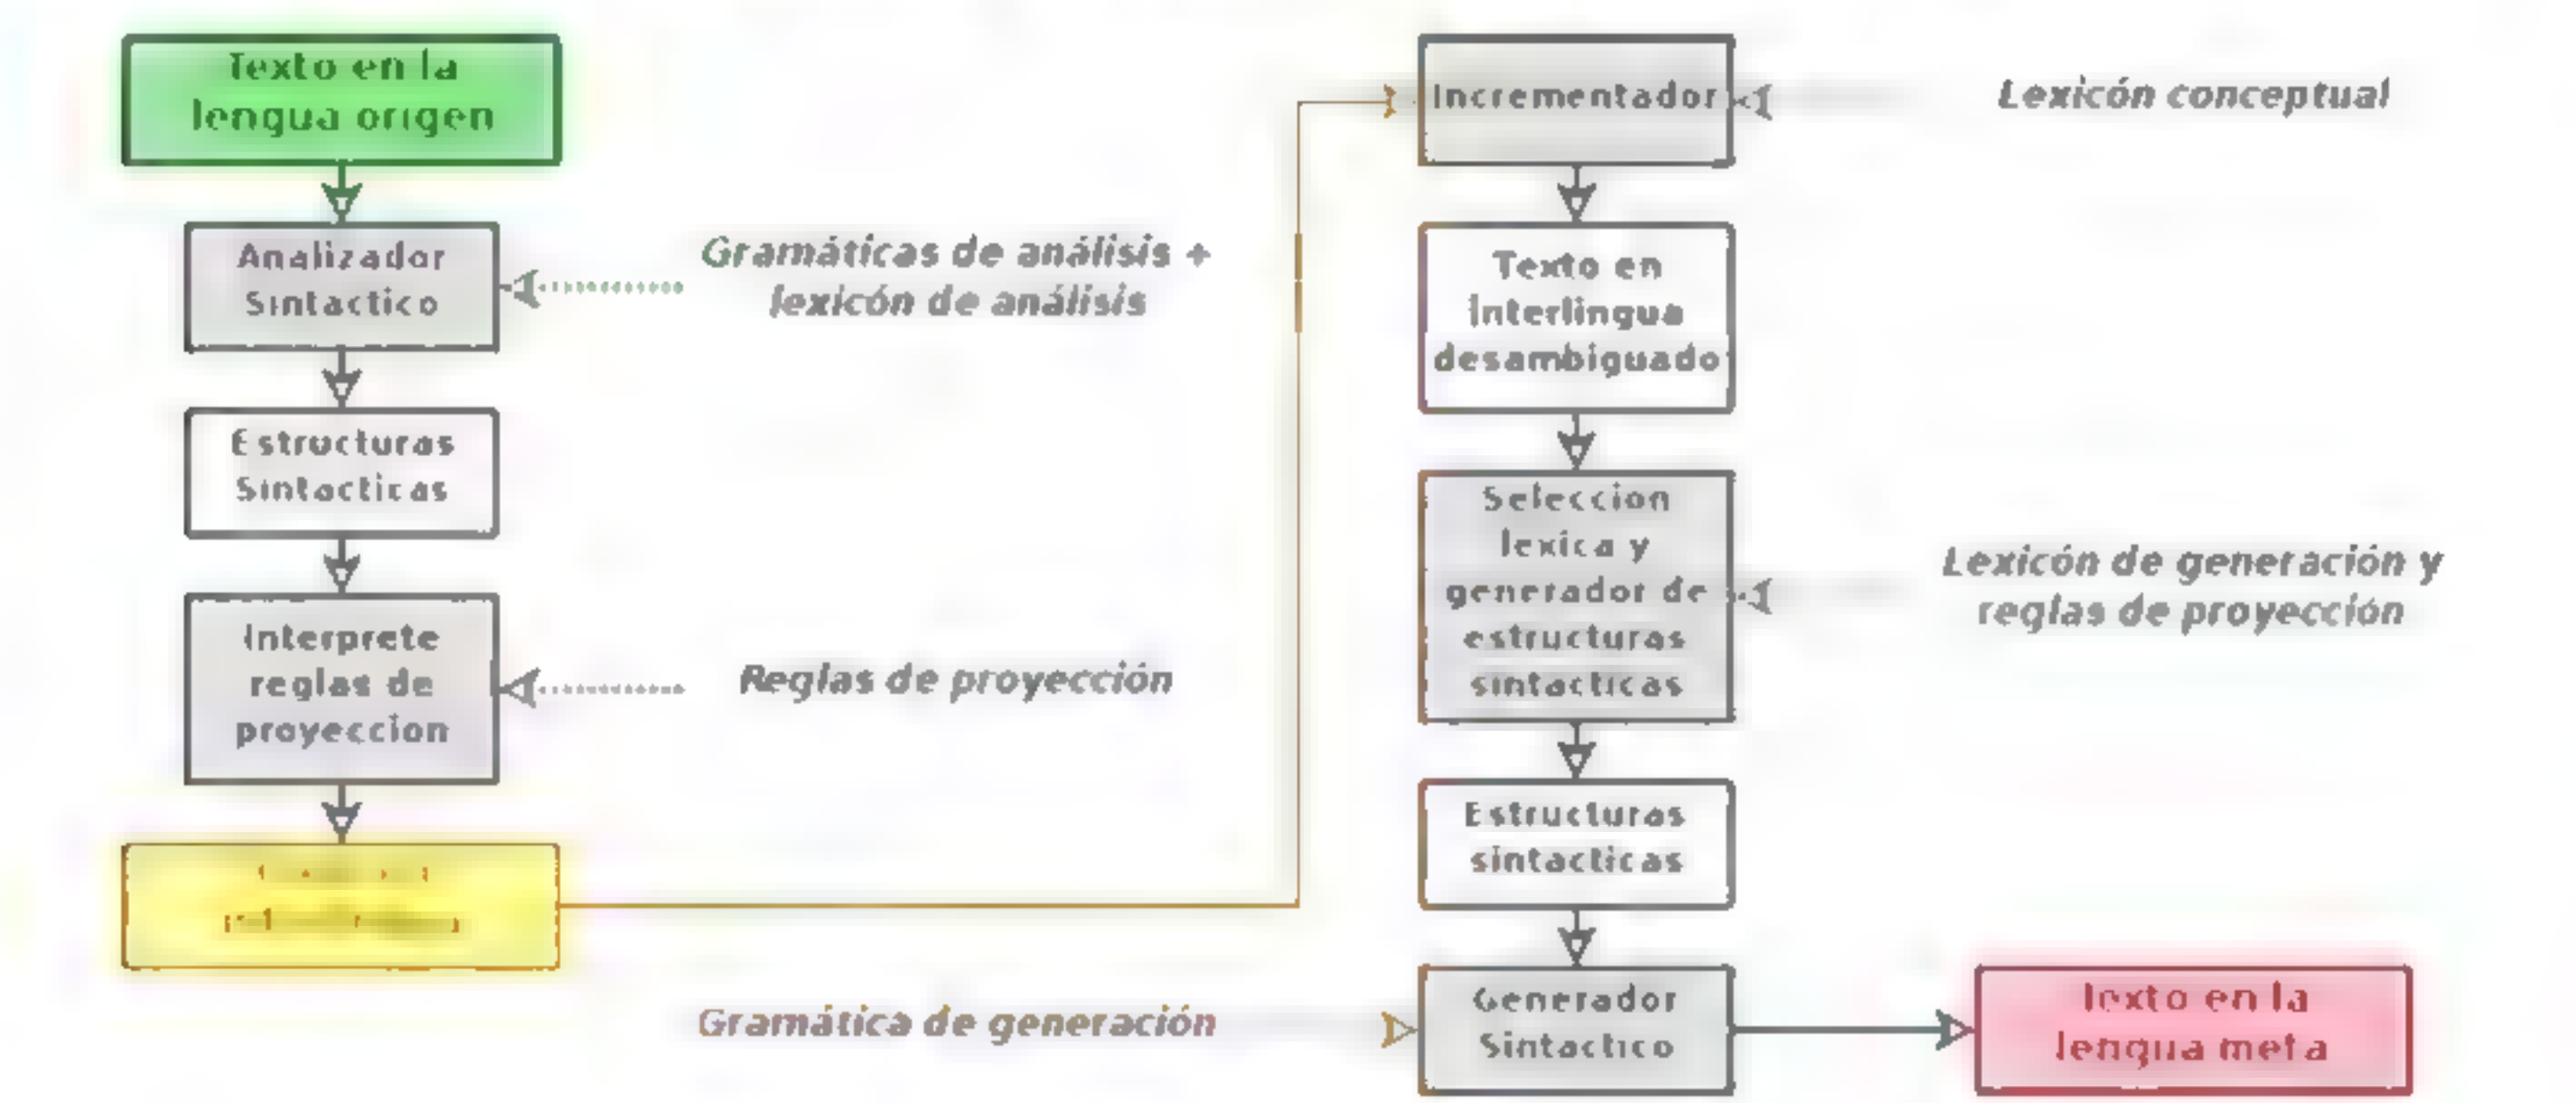 Texto en la
lengua origen
Analizador
Sintactico
Gramáticas de análisis +
lexicón de análisis
Estructuras
Sintacticas
Interprete
reglas de
proyeccion
Reglas de proyección
Incrementador
Lexicón conceptual
Texto en
Interlingua
desambiguado
Seleccion
lexica y
generador de
estructuras
sintacticas
Lexicón de generación y
reglas de proyección
Estructuras
sintacticas
Gramática de generación
Generador
Sintactico
Texto en la
lengua meta